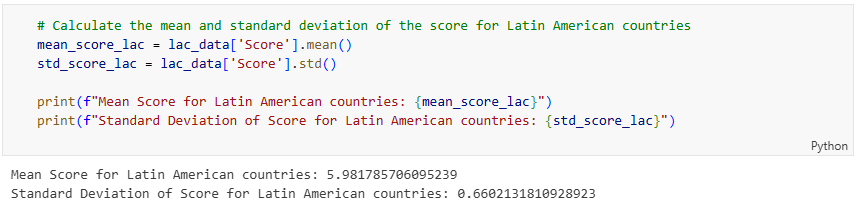 # Calculate the mean and standard deviation of the score for Latin American countries
mean_score_lac = lac_data['Score'].mean()
std_score_lac = lac_data['Score'].std()
print(f"Mean Score for Latin American countries: {mean_score_lac}")
print(f"Standard Deviation of Score for Latin American countries: {std_score_lac}")
Python
Mean Score for Latin American countries: 5.981785706095239
Standard Deviation of Score for Latin American countries: 0.6602131810928923